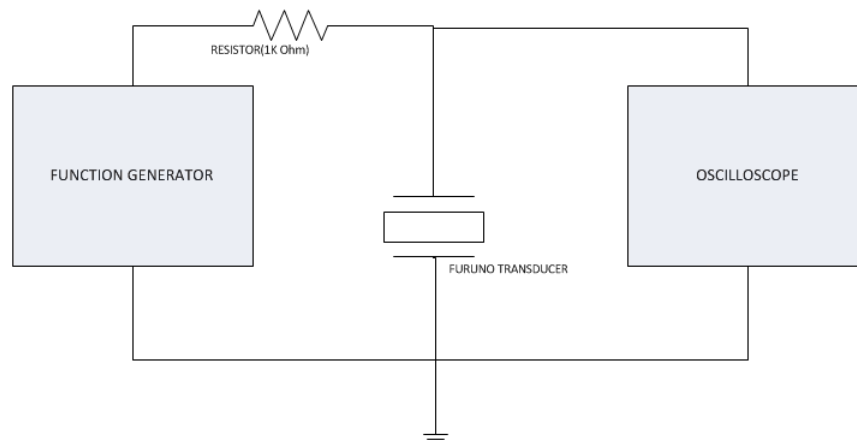 RESISTOR(1K Ohm)
FUNCTION GENERATOR
OSCILLOSCOPE
FURUNO TRANSDUCER